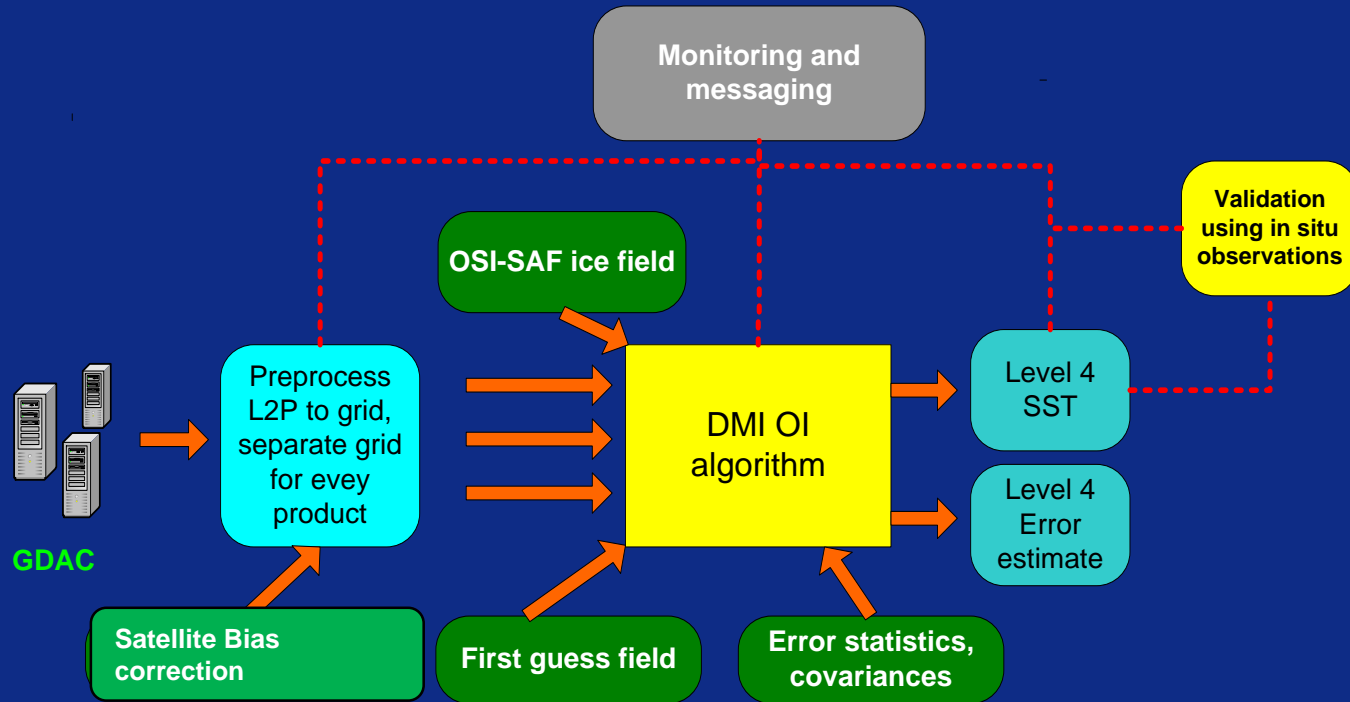 Monitoring and
messaging
Validation
using in situ
observations
OSI-SAF ice field
Preprocess
L2P to grid,
separate grid
for evey
product
DMI OI
algorithm
Level 4
SST
Level 4
Error
estimate
GDAC
Satellite Bias
correction
First guess field
Error statistics,
covariances